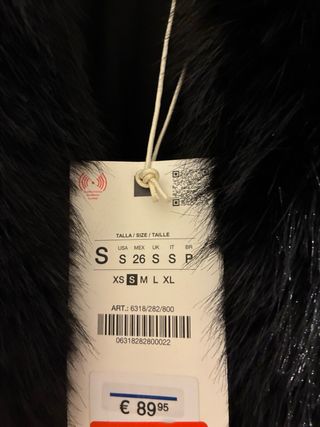 TALLA / SIZE / TAILLE
S USA MEX UK IT BR
S 26 S S P
XS S M L XL
ART.: 6318/282/800
06318282800022
€ 89.95